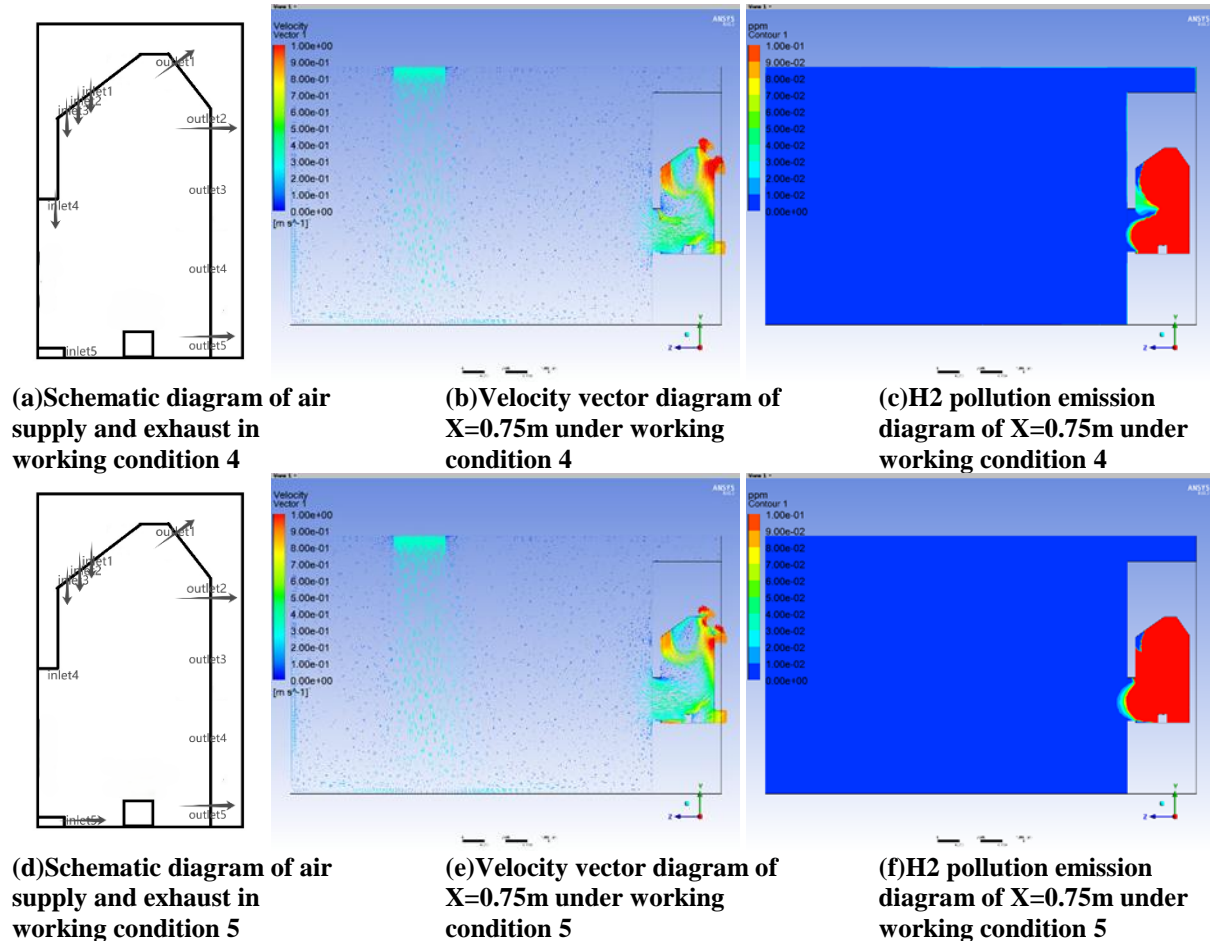 outlet1
inlet1
inlet2
inlet3
outlet2
outlet3
inlet4
outlet4
inlet5
outlet5
View 1
ANSYS
Velocity
Vector 1
1.00e+00
9.00e-01
8.00e-01
7.00e-01
6.00e-01
5.00e-01
4.00e-01
3.00e-01
2.00e-01
1.00e-01
0.00e+00
[m s^-1]
Y
Z
View 1
ANSYS
ppm
Contour 1
1.00e-01
9.00e-02
8.00e-02
7.00e-02
6.00e-02
5.00e-02
4.00e-02
3.00e-02
2.00e-02
1.00e-02
0.00e+00
Y
Z
(a)Schematic diagram of air
supply and exhaust in
working condition 4
(b)Velocity vector diagram of
X=0.75m under working
condition 4
(c)H2 pollution emission
diagram of X=0.75m under
working condition 4
outlet1
inlet1
inlet2
inlet3
outlet2
outlet3
inlet4
outlet4
inlet5
outlet5
View 1
ANSYS
Velocity
Vector 1
1.00e+00
9.00e-01
8.00e-01
7.00e-01
6.00e-01
5.00e-01
4.00e-01
3.00e-01
2.00e-01
1.00e-01
0.00e+00
[m s^-1]
Y
Z
View 1
ANSYS
ppm
Contour 1
1.00e-01
9.00e-02
8.00e-02
7.00e-02
6.00e-02
5.00e-02
4.00e-02
3.00e-02
2.00e-02
1.00e-02
0.00e+00
Y
Z
(d)Schematic diagram of air
supply and exhaust in
working condition 5
(e)Velocity vector diagram of
X=0.75m under working
condition 5
(f)H2 pollution emission
diagram of X=0.75m under
working condition 5